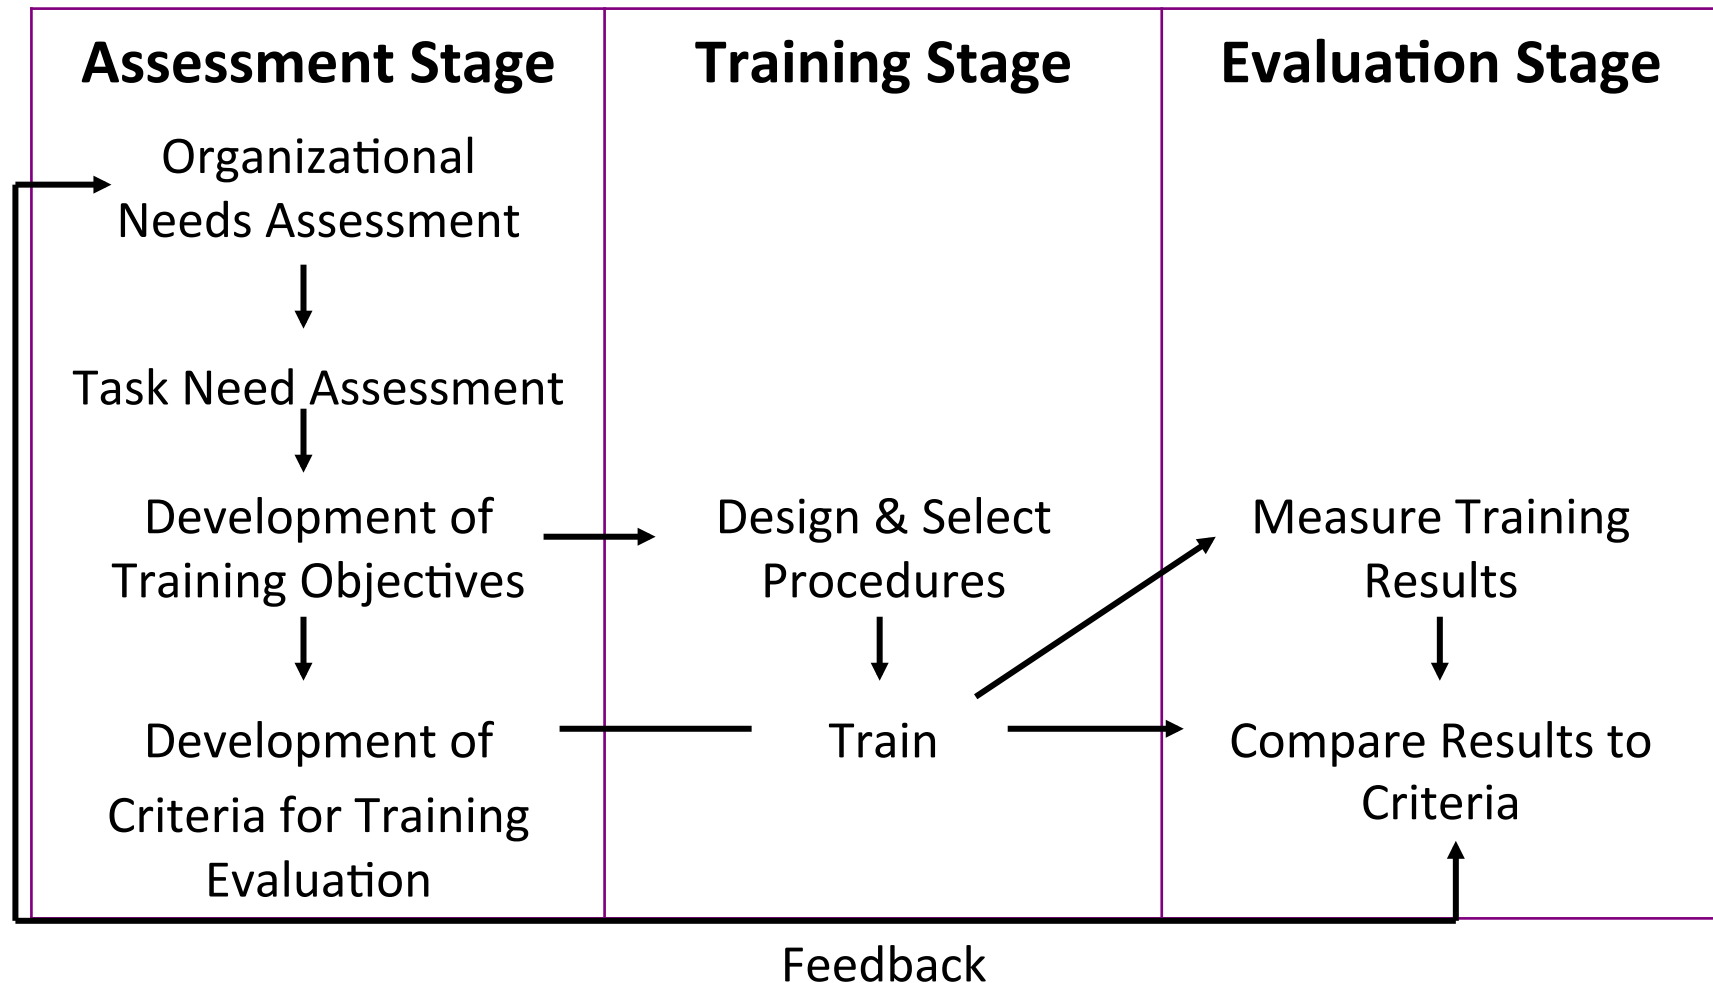 Assessment Stage
Organizational
Needs Assessment
Task Need Assessment
Development of
Training Objectives
Development of
Criteria for Training
Evaluation
Training Stage
Design & Select
Procedures
Train
Evaluation Stage
Measure Training
Results
Compare Results to
Criteria
Feedback